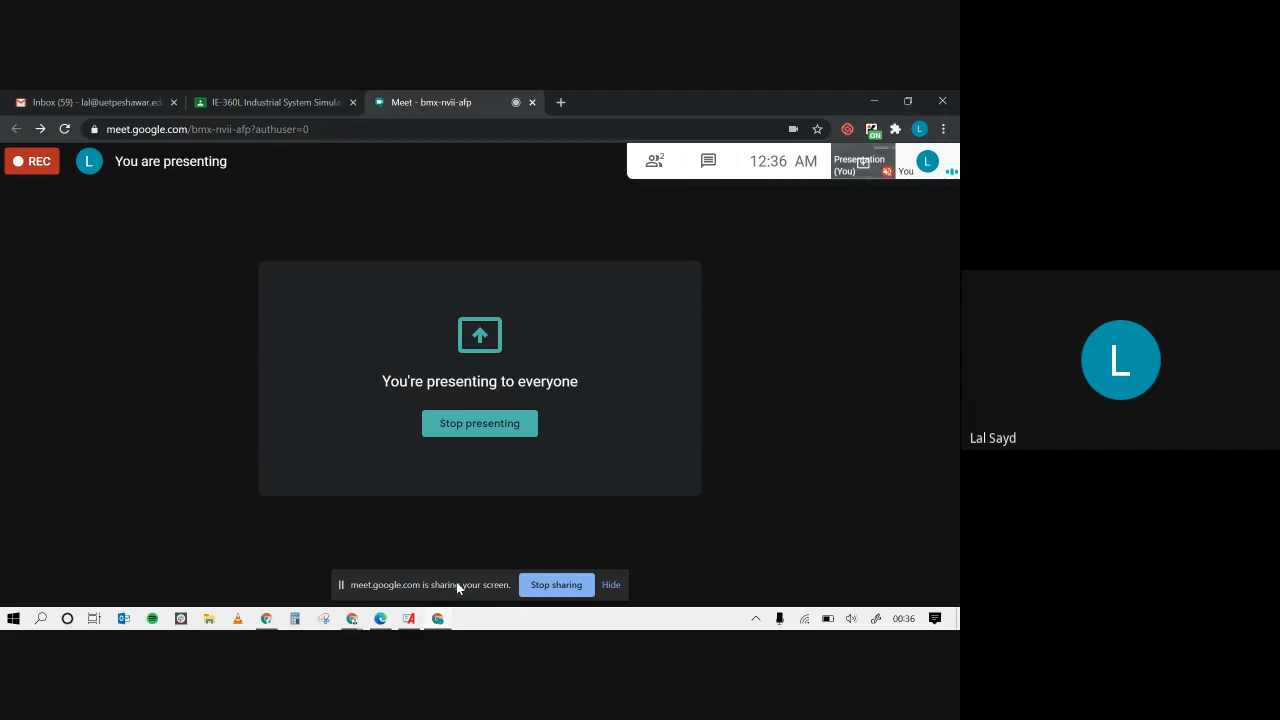 Inbox (59) - lal@uetpeshawar.ed
IE-360L Industrial System Simula
Meet - bmx-nvii-afp
meet.google.com/bmx-nvii-afp?authuser=0
ON
L
REC
L
You are presenting
2
12:36 AM
Presentation
(You)
You
L
You're presenting to everyone
Stop presenting
L
Lal Sayd
meet.google.com is sharing your screen.
Stop sharing
Hide
00:36